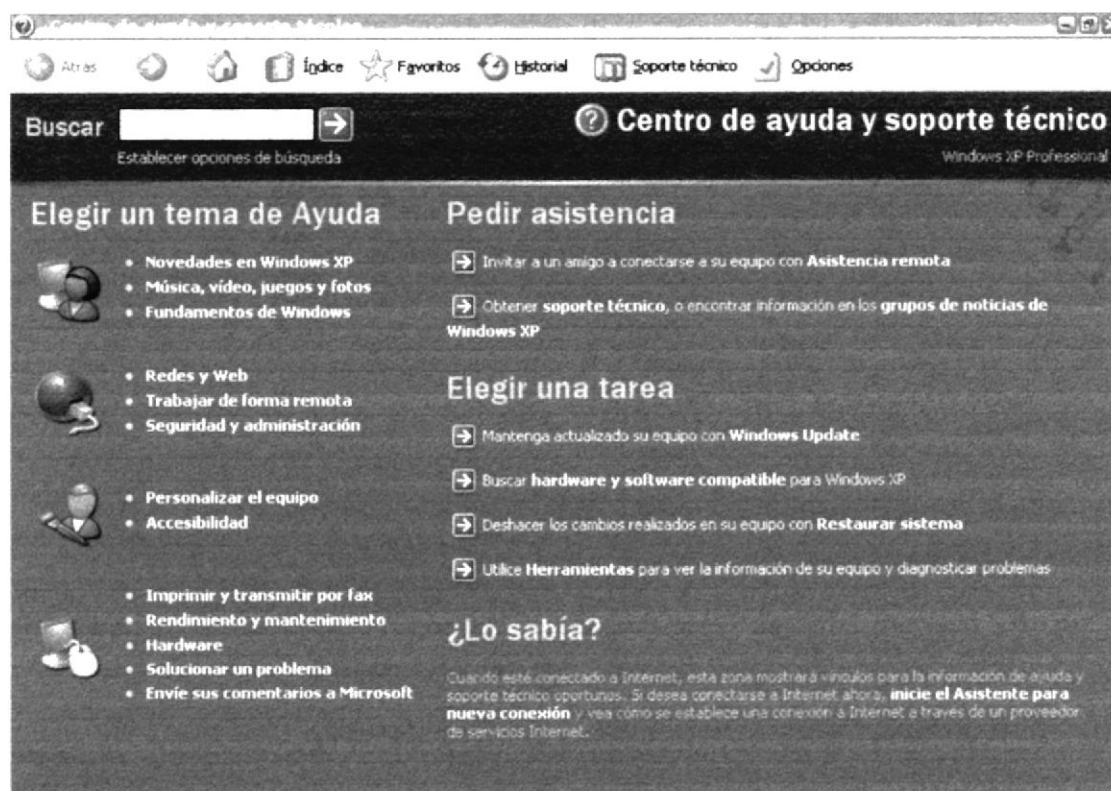 Centro de ayuda y soporte técnico
Atrás
Índice
Favoritos
Historial
Soporte técnico
Opciones
Buscar
Establecer opciones de búsqueda
Centro de ayuda y soporte técnico
Windows XP Professional
Elegir un tema de Ayuda
Novedades en Windows XP
Música, vídeo, juegos y fotos
Fundamentos de Windows
Redes y Web
Trabajar de forma remota
Seguridad y administración
Personalizar el equipo
Accesibilidad
Imprimir y transmitir por fax
Rendimiento y mantenimiento
Hardware
Solucionar un problema
Envíe sus comentarios a Microsoft
Pedir asistencia
Invitar a un amigo a conectarse a su equipo con Asistencia remota
Obtener soporte técnico, o encontrar información en los grupos de noticias de
Windows XP
Elegir una tarea
Mantenga actualizado su equipo con Windows Update
Buscar hardware y software compatible para Windows XP
Deshacer los cambios realizados en su equipo con Restaurar sistema
Utilice Herramientas para ver la información de su equipo y diagnosticar problemas
¿Lo sabía?
Cuando esté conectado a Internet, esta zona mostrará vínculos para la información de ayuda y
soporte técnico oportunas. Si desea conectarse a Internet ahora, inicie el Asistente para
nueva conexión y vea cómo se establece una conexión a Internet a través de un proveedor
de servicios Internet.